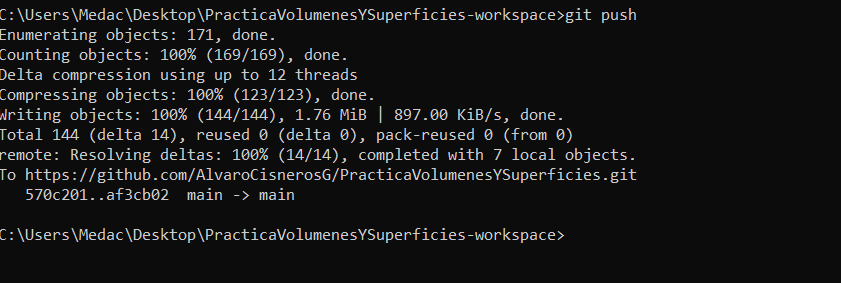 C:\Users\Medac\Desktop\PracticaVolumenesYSuperficies-workspace>git push
Enumerating objects: 171, done.
Counting objects: 100% (169/169), done.
Delta compression using up to 12 threads
Compressing objects: 100% (123/123), done.
Writing objects: 100% (144/144), 1.76 MiB | 897.00 KiB/s, done.
Total 144 (delta 14), reused 0 (delta 0), pack-reused 0 (from 0)
remote: Resolving deltas: 100% (14/14), completed with 7 local objects.
To https://github.com/AlvaroCisnerosG/PracticaVolumenesYSuperficies.git
   570c201..af3cb02  main -> main
C:\Users\Medac\Desktop\PracticaVolumenesYSuperficies-workspace>